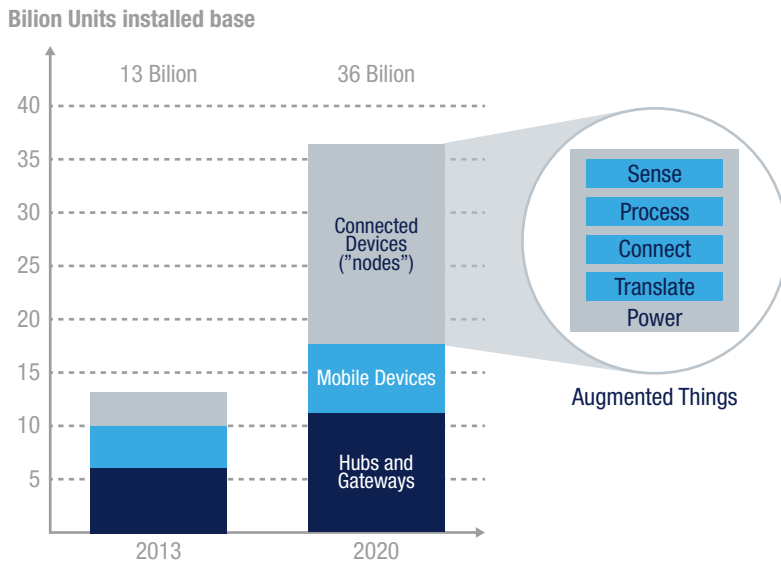 Bilion Units installed base
13 Bilion
36 Bilion
40
35
30
25
20
15
10
5
Connected
Devices
("nodes")
Mobile Devices
Hubs and
Gateways
2013
2020
Sense
Process
Connect
Translate
Power
Augmented Things